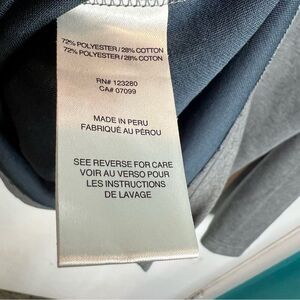 72% POLYESTER / 28% COTTON
72% POLYESTER / 28% COTON
RN# 123280
CA# 07099
MADE IN PERU
FABRIQUÉ AU PÉROU
SEE REVERSE FOR CARE
VOIR AU VERSO POUR
LES INSTRUCTIONS
DE LAVAGE